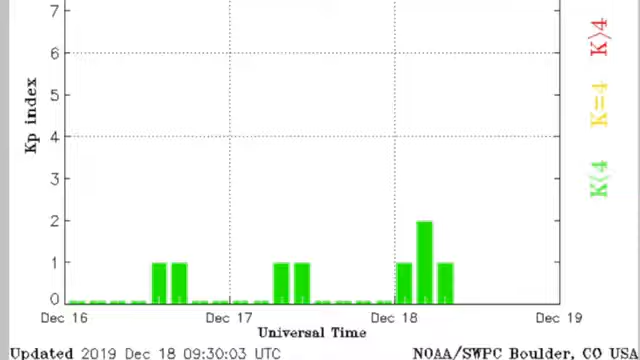 7
6
5
4
3
2
1
0
Kp index
Dec 16
Dec 17
Dec 18
Dec 19
Universal Time
K>4
K=4
K<4
Updated 2019 Dec 18 09:30:03 UTC
NOAA/SWPC Boulder, CO USA